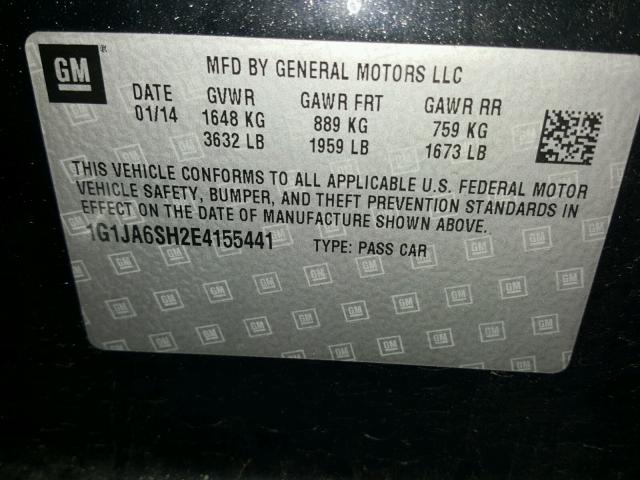 GM
MFD BY GENERAL MOTORS LLC
DATE GVWR GAWR FRT GAWR RR
01/14 1648 KG 889 KG 759 KG
3632 LB 1959 LB 1673 LB
THIS VEHICLE CONFORMS TO ALL APPLICABLE U.S. FEDERAL MOTOR
VEHICLE SAFETY, BUMPER, AND THEFT PREVENTION STANDARDS IN
EFFECT ON THE DATE OF MANUFACTURE SHOWN ABOVE.
1G1JA6SH2E4155441 TYPE: PASS CAR